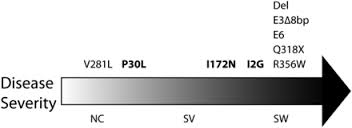 Del
E3Δ8bp
E6
Q318X
V281L P30L I172N I2G R356W
Disease
Severity
NC SV SW